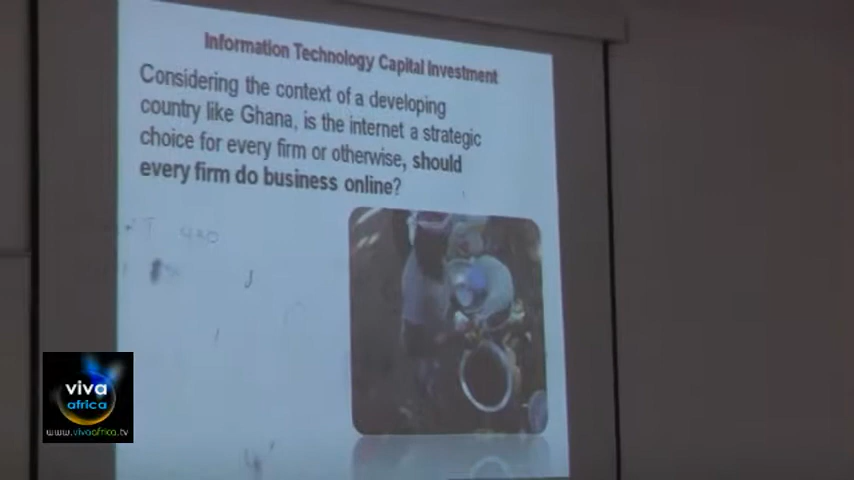 Information Technology Capital Investment
Considering the context of a developing
country like Ghana, is the internet a strategic
choice for every firm or otherwise, should
every firm do business online?
viva
africa
www.vivaafrica.tv